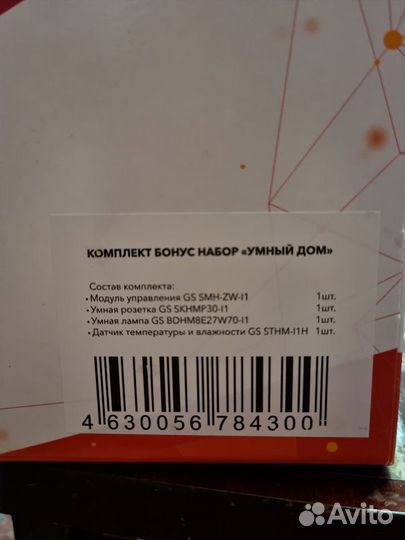 КОМПЛЕКТ БОНУС НАБОР «УМНЫЙ ДОМ»
Состав комплекта:
• Модуль управления GS SMH-ZW-I1 1шт.
• Умная розетка GS SKHMP30-I1 1шт.
• Умная лампа GS BDHM8E27W70-I1 1шт.
• Датчик температуры и влажности GS STHM-I1H 1шт.
4 630056 784300 >
Avito